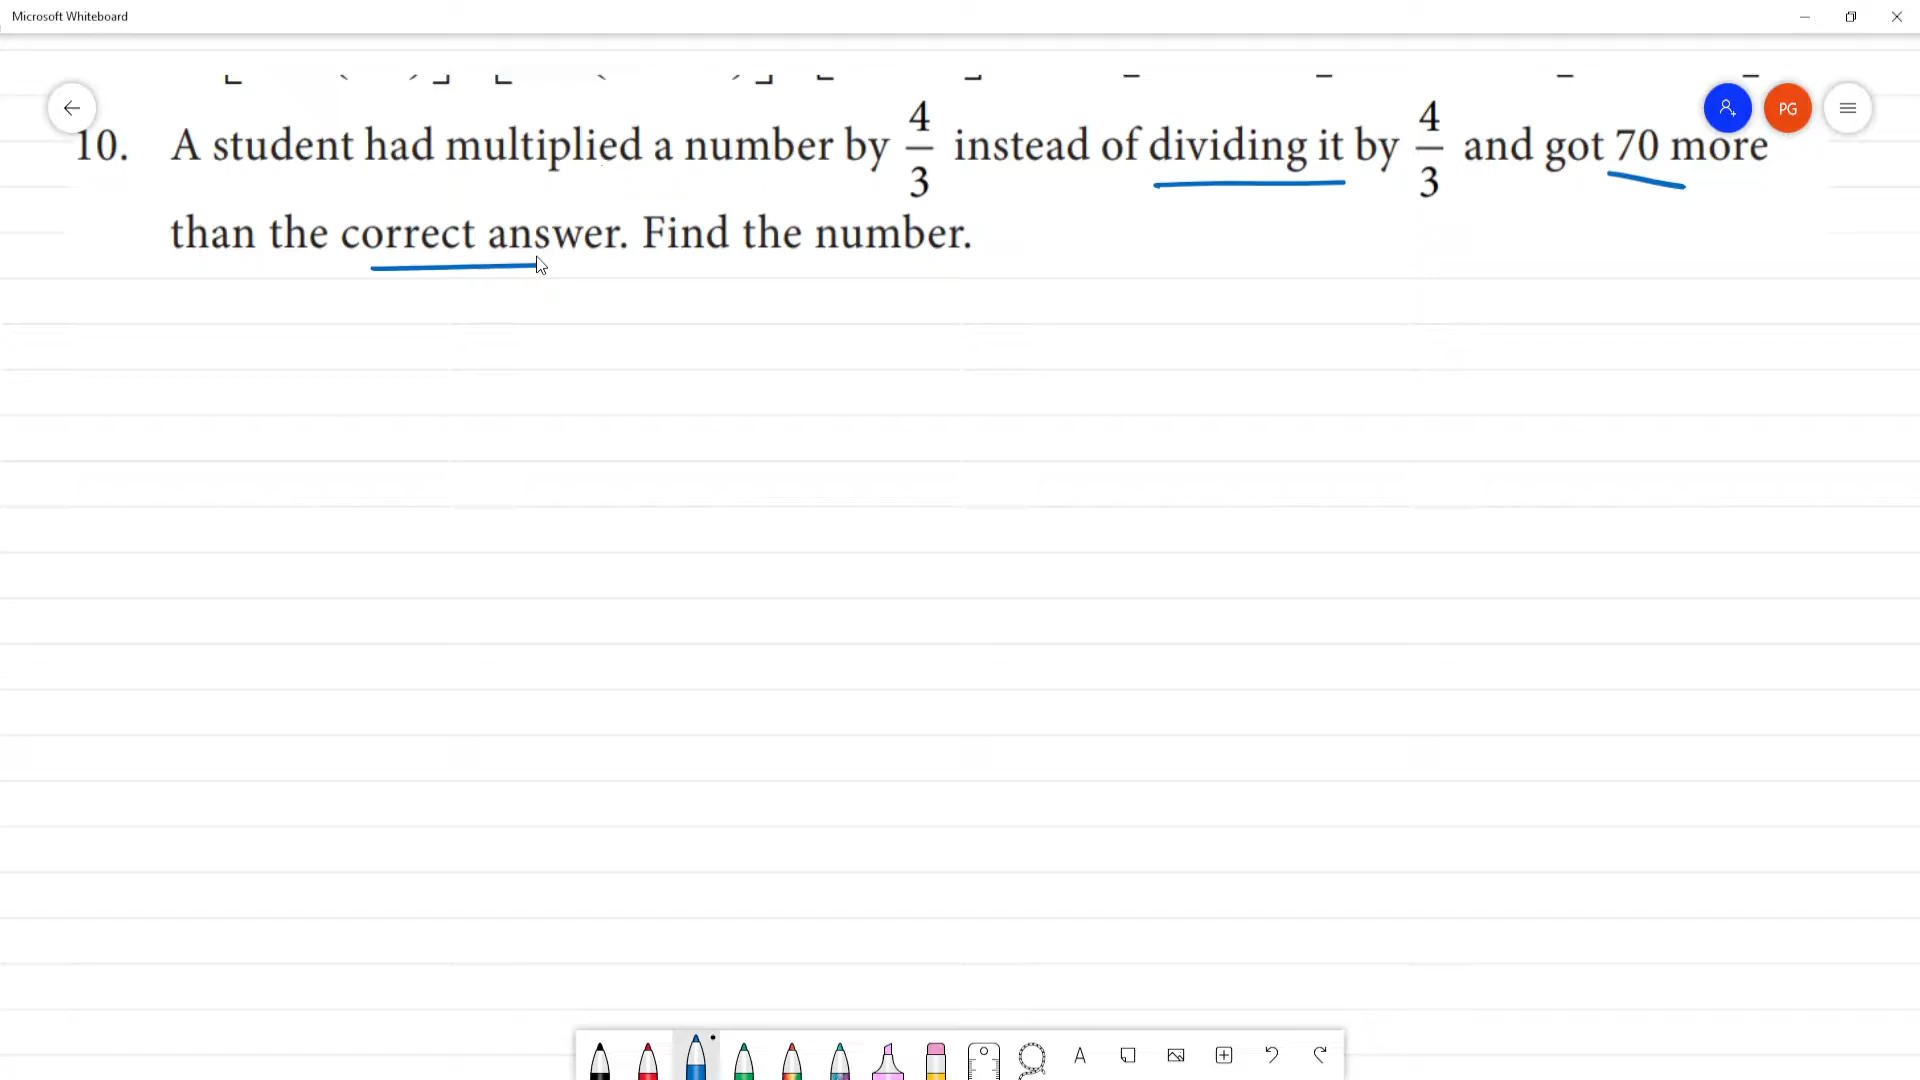 Microsoft Whiteboard
PG
10. A student had multiplied a number by 4/3 instead of dividing it by 4/3 and got 70 more
than the correct answer. Find the number.
A